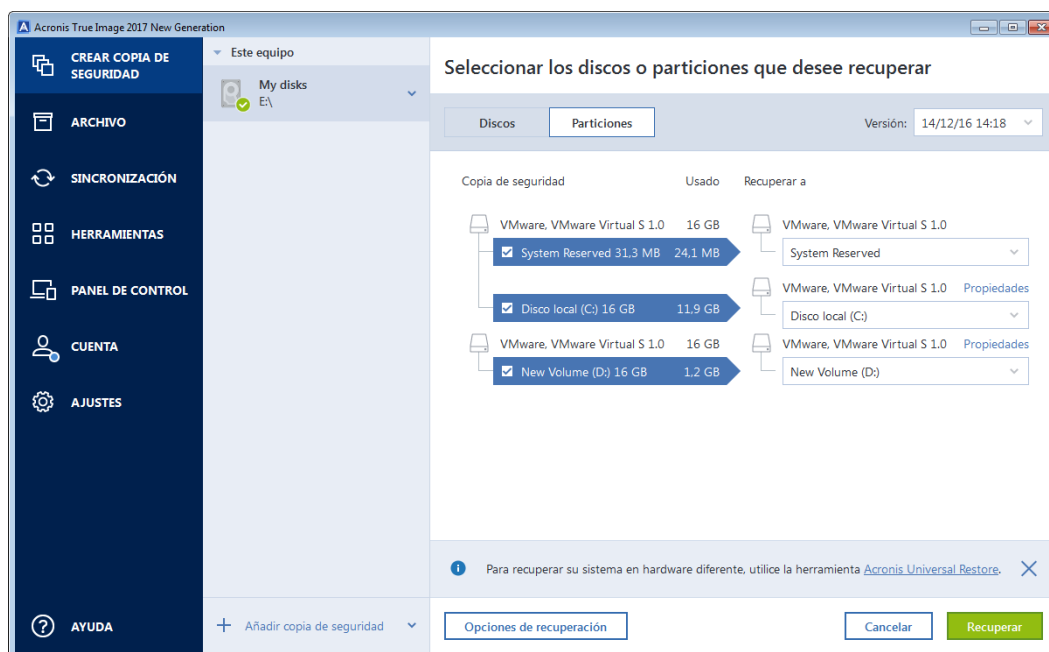 Acronis True Image 2017 New Generation
CREAR COPIA DE
SEGURIDAD
ARCHIVO
SINCRONIZACIÓN
HERRAMIENTAS
PANEL DE CONTROL
CUENTA
AJUSTES
AYUDA
Este equipo
My disks
E:\
Añadir copia de seguridad
Seleccionar los discos o particiones que desee recuperar
Discos Particiones Versión: 14/12/16 14:18
Copia de seguridad Usado Recuperar a
VMware, VMware Virtual S 1.0 16 GB VMware, VMware Virtual S 1.0
System Reserved 31,3 MB 24,1 MB System Reserved
VMware, VMware Virtual S 1.0 Propiedades
Disco local (C:) 16 GB 11,9 GB Disco local (C:)
VMware, VMware Virtual S 1.0 16 GB VMware, VMware Virtual S 1.0 Propiedades
New Volume (D:) 16 GB 1,2 GB New Volume (D:)
Para recuperar su sistema en hardware diferente, utilice la herramienta Acronis Universal Restore.
Opciones de recuperación Cancelar Recuperar